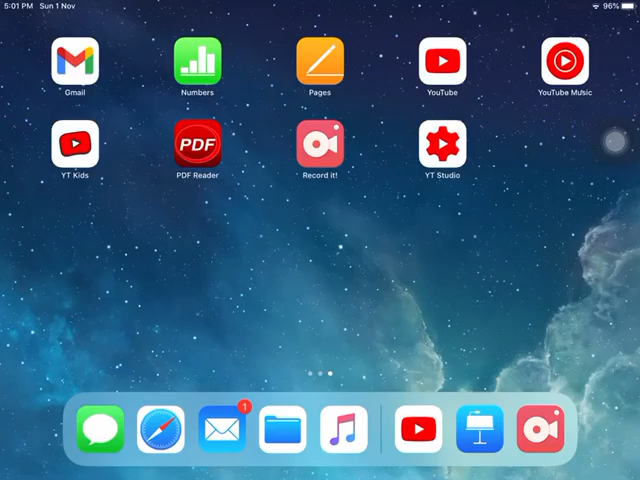 5:01 PM Sun 1 Nov 96%
Gmail Numbers Pages YouTube YouTube Music
PDF
YT Kids PDF Reader Record it! YT Studio
1